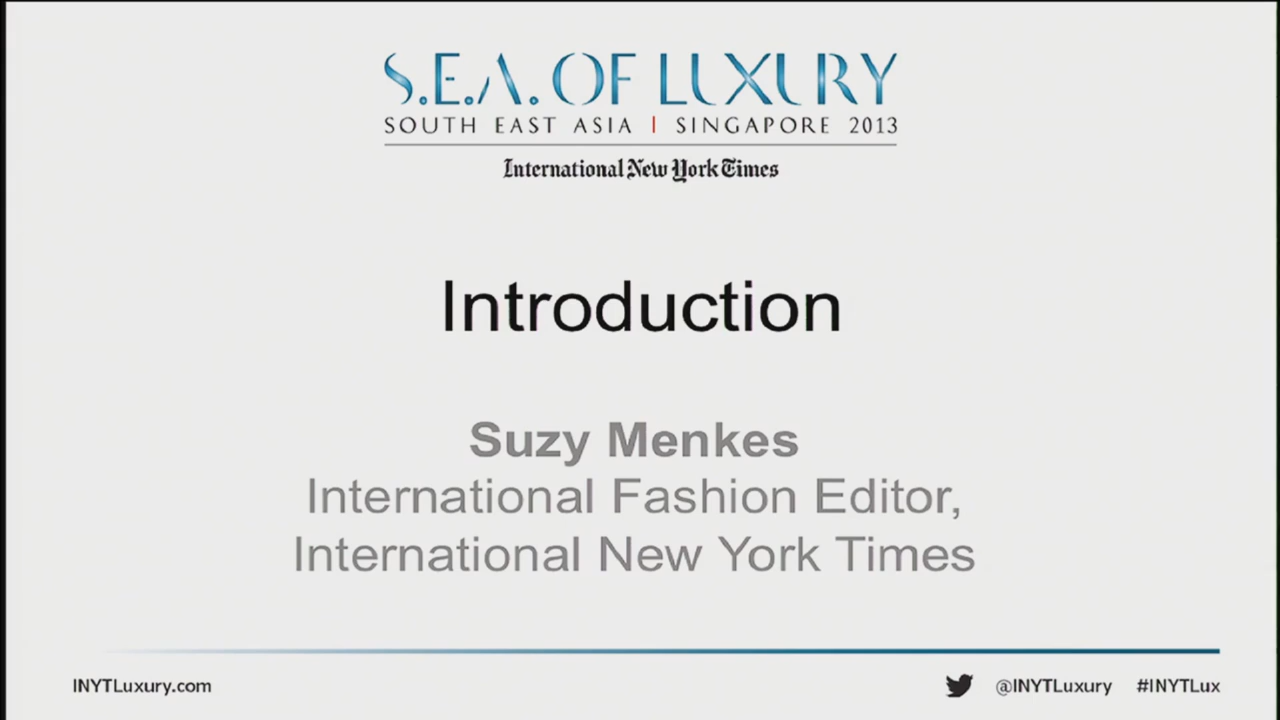 S.E.A. OF LUXURY
SOUTH EAST ASIA | SINGAPORE 2013
International New York Times
Introduction
Suzy Menkes
International Fashion Editor,
International New York Times
INYTLuxury.com
@INYTLuxury #INYTLux